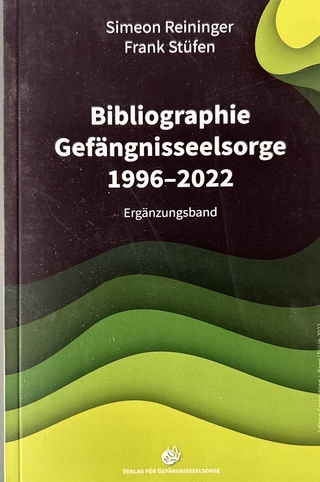 Simeon Reininger
Frank Stüfen
Bibliographie
Gefängnisseelsorge
1996–2022
Ergänzungsband
Verlag für Gefängnisseelsorge